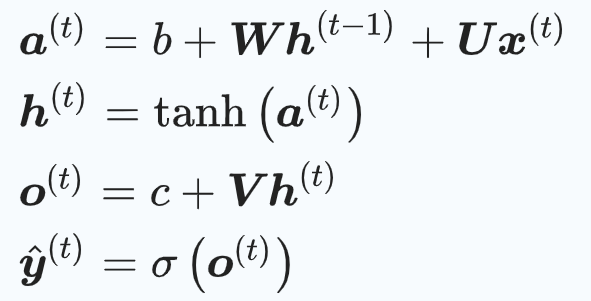 𝒂⁽ᵗ⁾ = b + 𝑾𝒉⁽ᵗ⁻¹⁾ + 𝑼𝒙⁽ᵗ⁾
𝒉⁽ᵗ⁾ = tanh (𝒂⁽ᵗ⁾)
𝒐⁽ᵗ⁾ = c + 𝑽𝒉⁽ᵗ⁾
𝒚̂⁽ᵗ⁾ = σ (𝒐⁽ᵗ⁾)